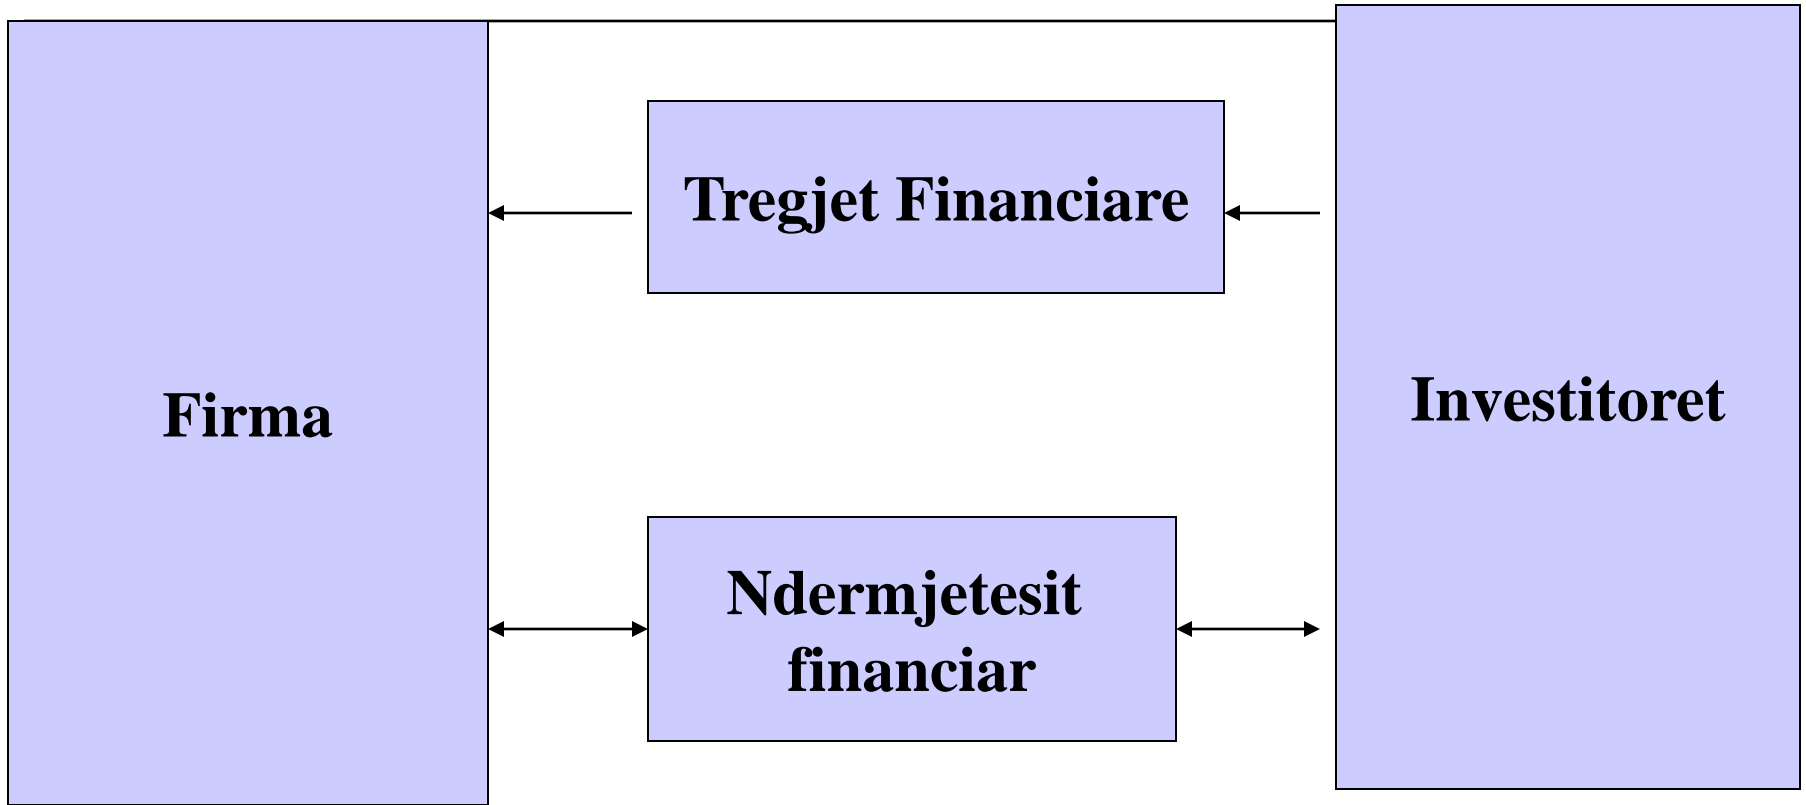 Tregjet Financiare
Firma
Investitoret
Ndermjetesit
financiar